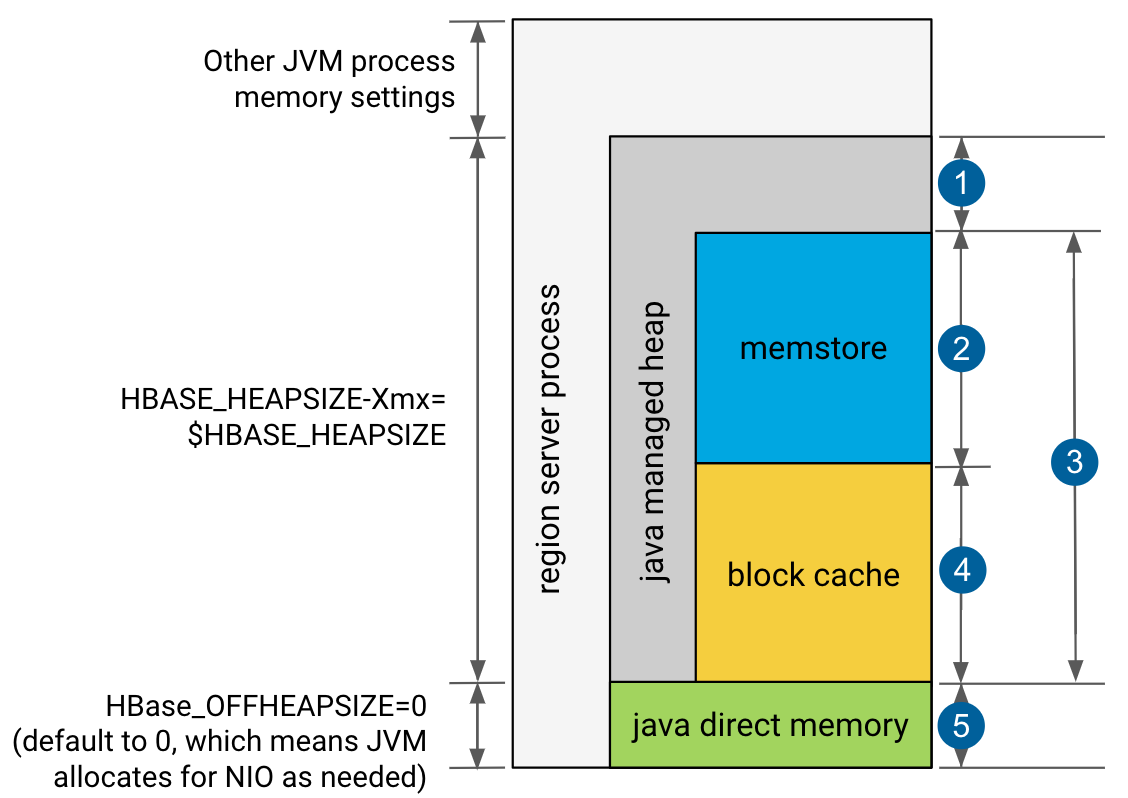 Other JVM process
memory settings
HBASE_HEAPSIZE-Xmx=
$HBASE_HEAPSIZE
HBase_OFFHEAPSIZE=0
(default to 0, which means JVM
allocates for NIO as needed)
region server process
java managed heap
memstore
block cache
java direct memory
1
2
3
4
5